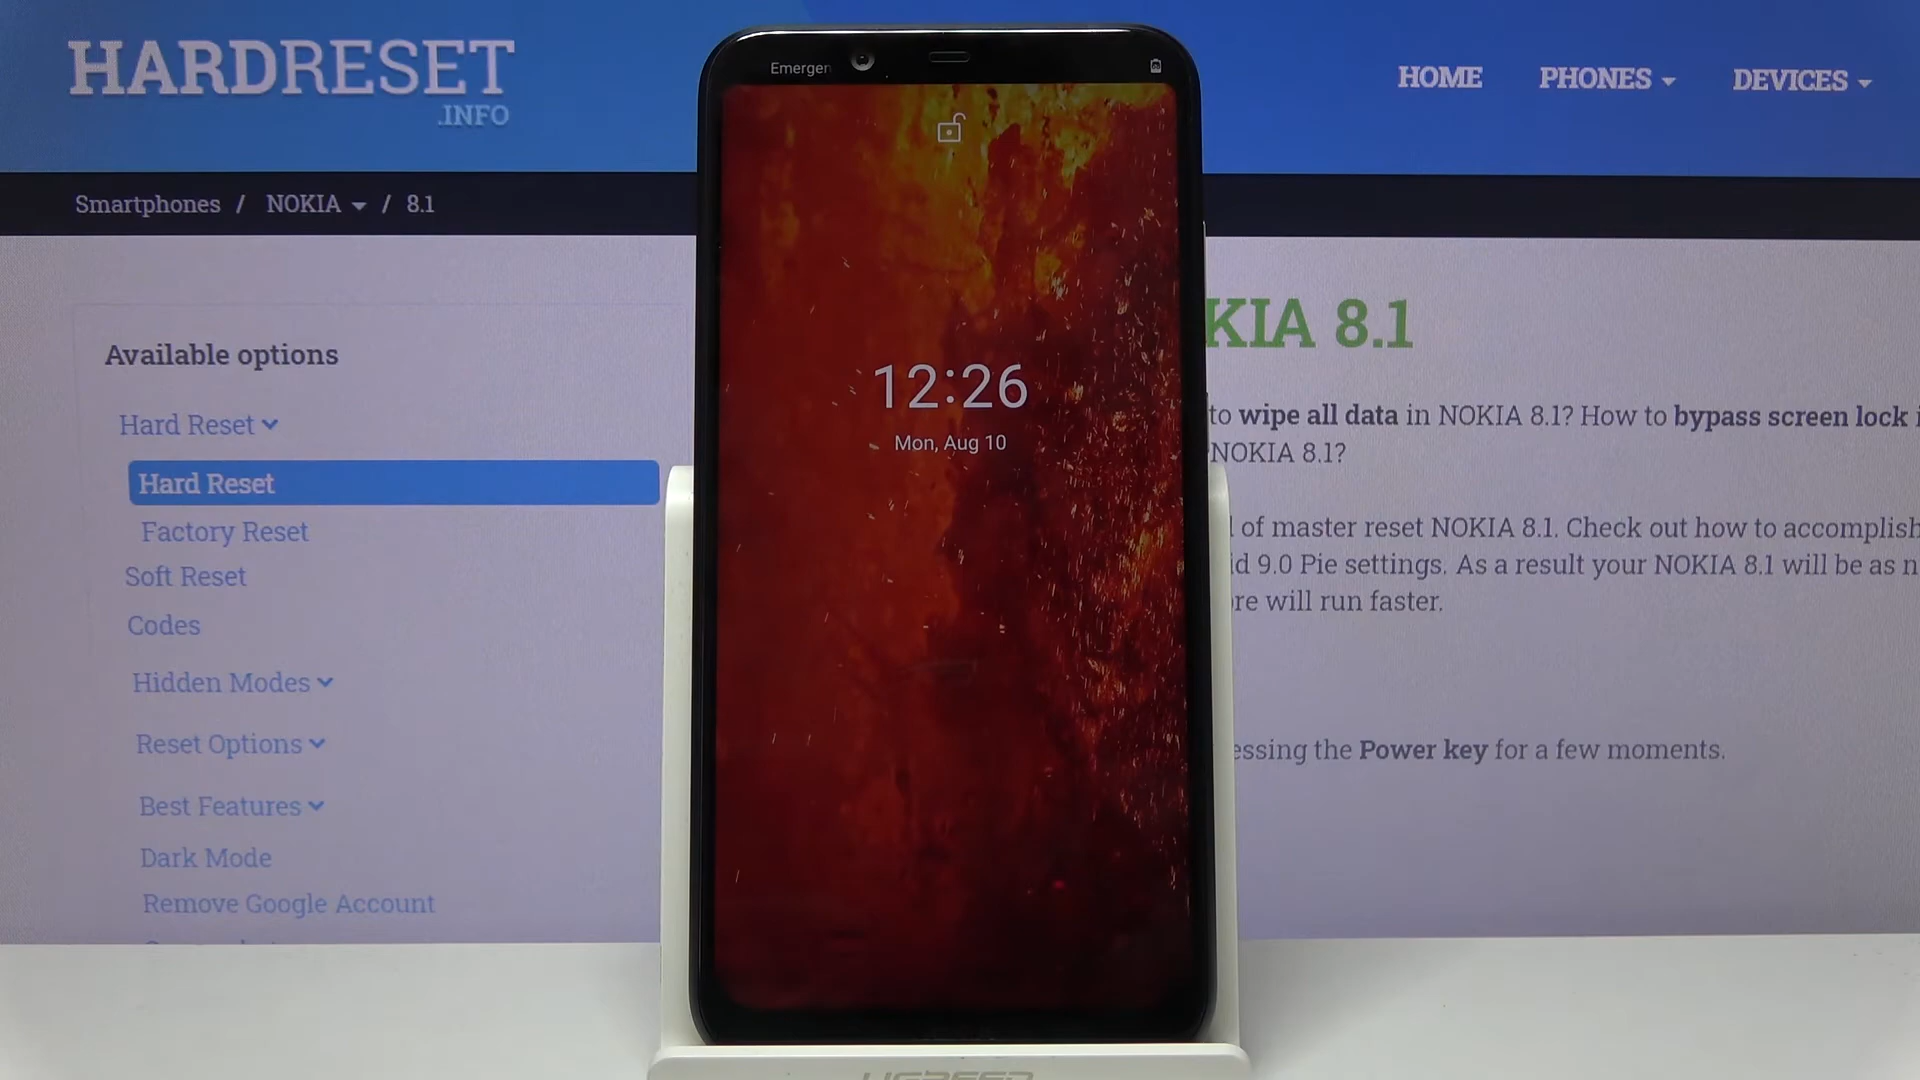 HARDRESET
.INFO
HOME PHONES DEVICES
Smartphones / NOKIA / 8.1
Available options
Hard Reset
Hard Reset
Factory Reset
Soft Reset
Codes
Hidden Modes
Reset Options
Best Features
Dark Mode
Remove Google Account
Emergen
12:26
Mon, Aug 10
KIA 8.1
to wipe all data in NOKIA 8.1? How to bypass screen lock
NOKIA 8.1?
of master reset NOKIA 8.1. Check out how to accomplish
9.0 Pie settings. As a result your NOKIA 8.1 will be as
will run faster.
essing the Power key for a few moments.
UGREEN